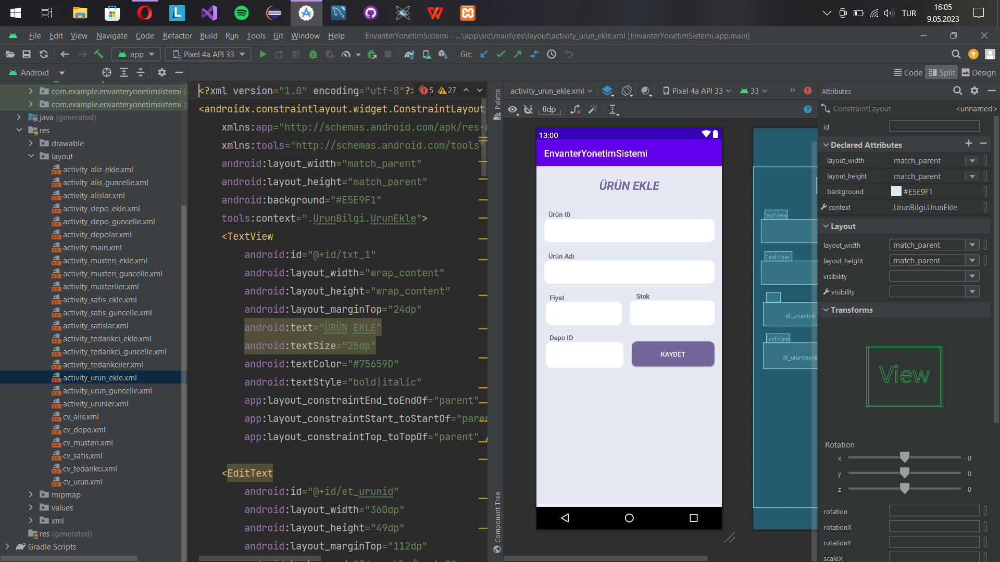 TUR
16:05
9.05.2023
File Edit View Navigate Code Refactor Build Run Tools Git Window Help
EnvanterYonetimSistemi - ...\app\src\main\res\layout\activity_urun_ekle.xml [EnvanterYonetimSistemi.app.main]
app
Pixel 4a API 33
Git:
Android
Code
Split
Design
com.example.envanteryonetimsistemi
com.example.envanteryonetimsistemi
java (generated)
res
drawable
layout
activity_alis_ekle.xml
activity_alis_guncelle.xml
activity_alislar.xml
activity_depo_ekle.xml
activity_depo_guncelle.xml
activity_depolar.xml
activity_main.xml
activity_musteri_ekle.xml
activity_musteri_guncelle.xml
activity_musteriler.xml
activity_satis_ekle.xml
activity_satis_guncelle.xml
activity_satislar.xml
activity_tedarikci_ekle.xml
activity_tedarikci_guncelle.xml
activity_tedarikciler.xml
activity_urun_ekle.xml
activity_urun_guncelle.xml
activity_urunler.xml
cv_alis.xml
cv_depo.xml
cv_musteri.xml
cv_satis.xml
cv_tedarikci.xml
cv_urun.xml
mipmap
values
xml
res (generated)
Gradle Scripts
<?xml version="1.0" encoding="utf-8"?>
5 27
<androidx.constraintlayout.widget.ConstraintLayout
xmlns:app="http://schemas.android.com/apk/res-a
xmlns:tools="http://schemas.android.com/tools"
android:layout_width="match_parent"
android:layout_height="match_parent"
android:background="#E5E9F1"
tools:context=".UrunBilgi.UrunEkle">
<TextView
android:id="@+id/txt_1"
android:layout_width="wrap_content"
android:layout_height="wrap_content"
android:layout_marginTop="24dp"
android:text="ÜRÜN EKLE"
android:textSize="25dp"
android:textColor="#75659D"
android:textStyle="bold|italic"
app:layout_constraintEnd_toEndOf="parent"
app:layout_constraintStart_toStartOf="paren
app:layout_constraintTop_toTopOf="parent" /
<EditText
android:id="@+id/et_urunid"
android:layout_width="360dp"
android:layout_height="49dp"
android:layout_marginTop="112dp"
Palette
Component Tree
activity_urun_ekle.xml
Pixel 4a API 33
33
0dp
13:00
EnvanterYonetimSistemi
ÜRÜN EKLE
Ürün ID
Ürün Adı
Fiyat
Stok
Depo ID
KAYDET
TextView
TextView
et_urunfiyat
TextView
et_urundepoid
Attributes
ConstraintLayout
<unnamed>
id
Declared Attributes
layout_width match_parent
layout_height match_parent
background #E5E9F1
context .UrunBilgi.UrunEkle
Layout
layout_width match_parent
layout_height match_parent
visibility
visibility
Transforms
View
Rotation
x 0
y 0
z 0
rotation
rotationX
rotationY
scaleX